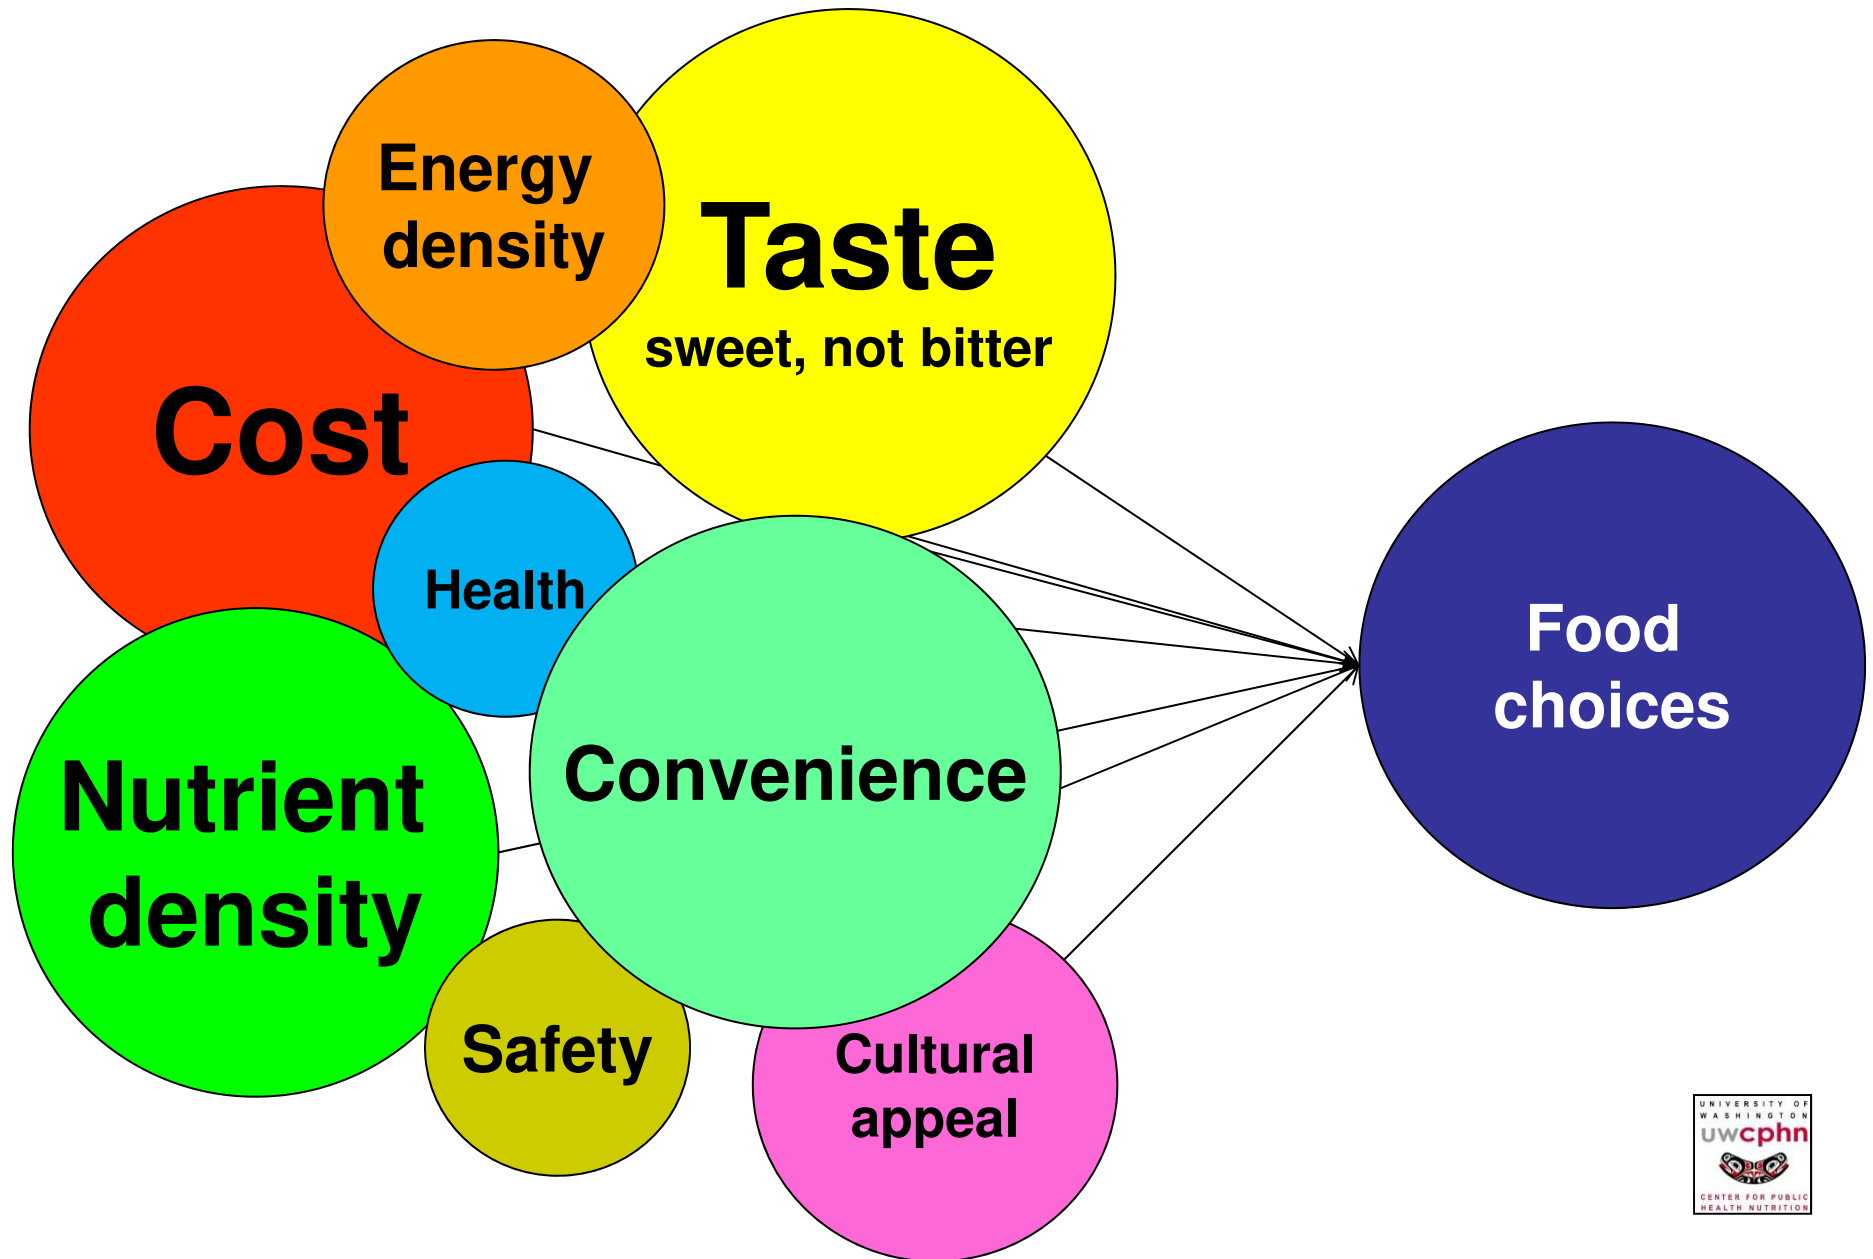 Energy
density
Taste
sweet, not bitter
Cost
Health
Nutrient
density
Convenience
Safety
Cultural
appeal
Food
choices
UNIVERSITY OF
WASHINGTON
uwcphn
CENTER FOR PUBLIC
HEALTH NUTRITION